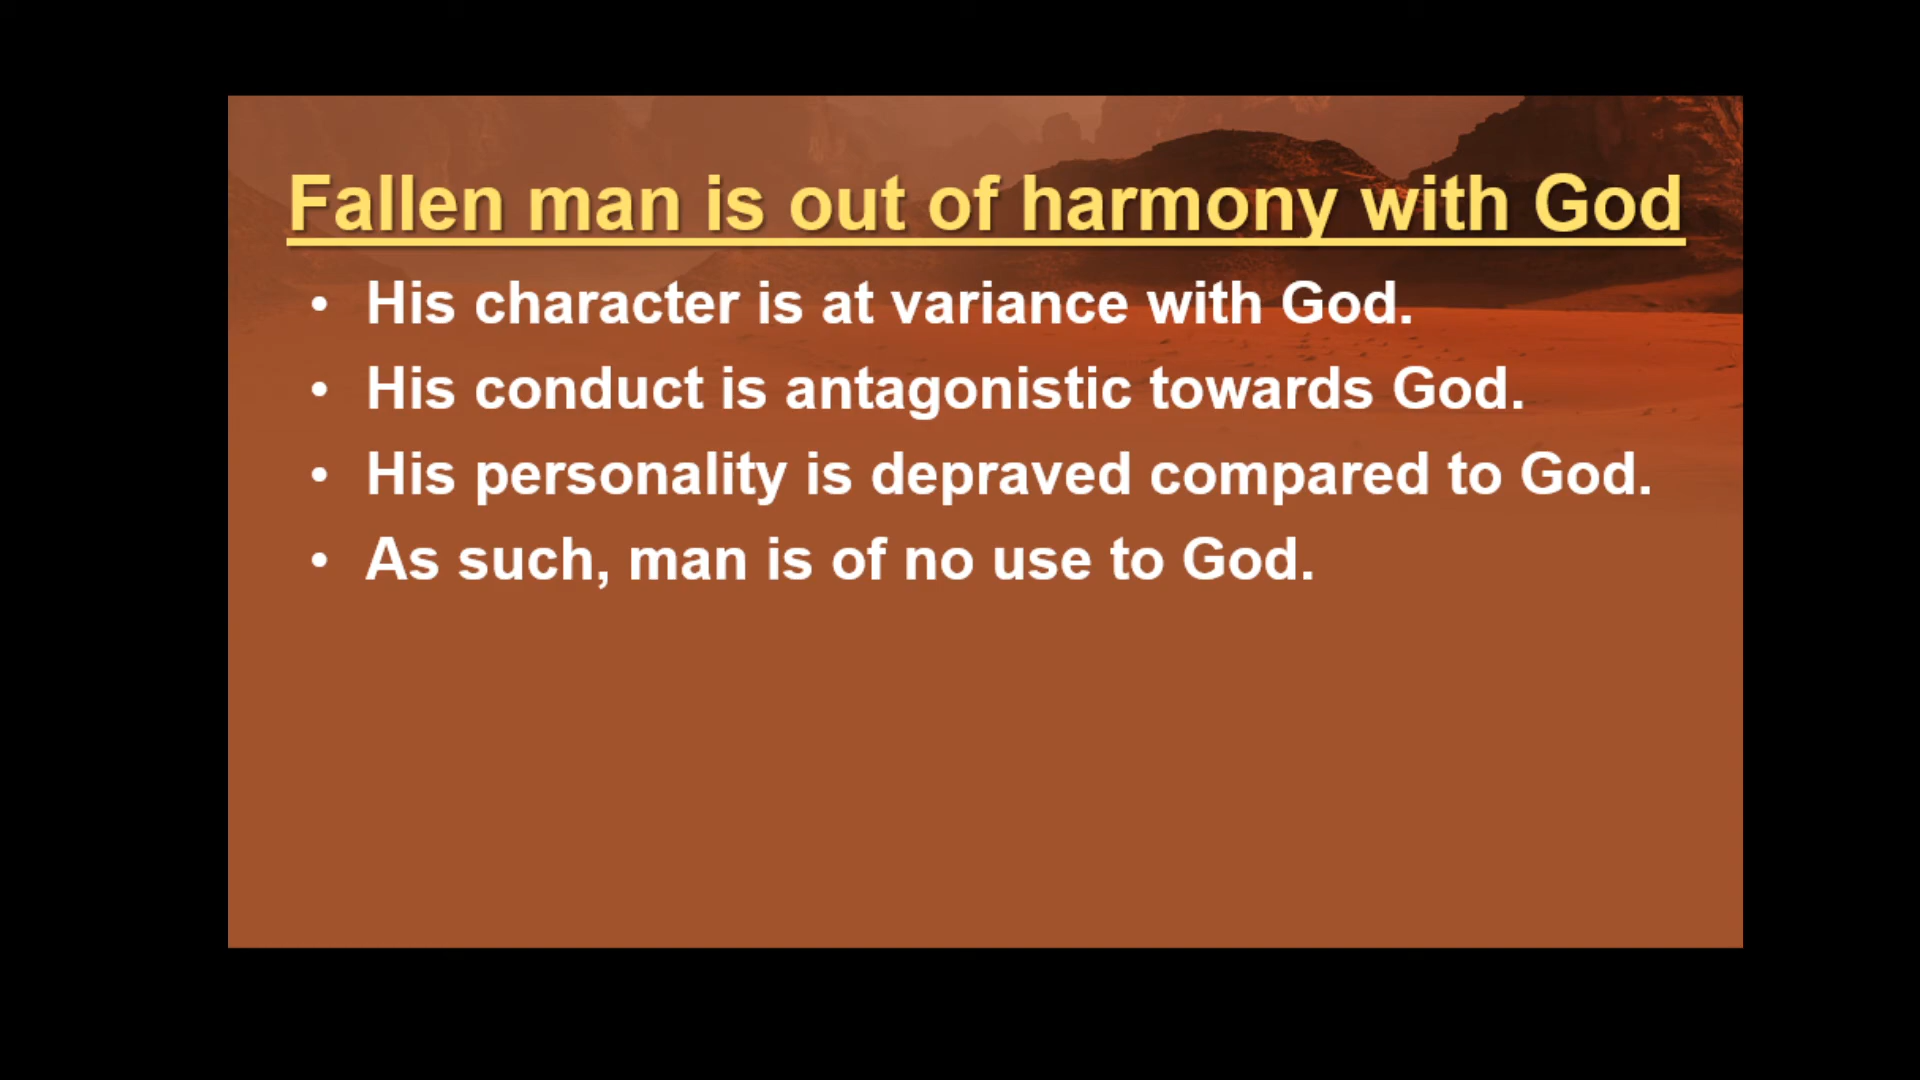 Fallen man is out of harmony with God
• His character is at variance with God.
• His conduct is antagonistic towards God.
• His personality is depraved compared to God.
• As such, man is of no use to God.